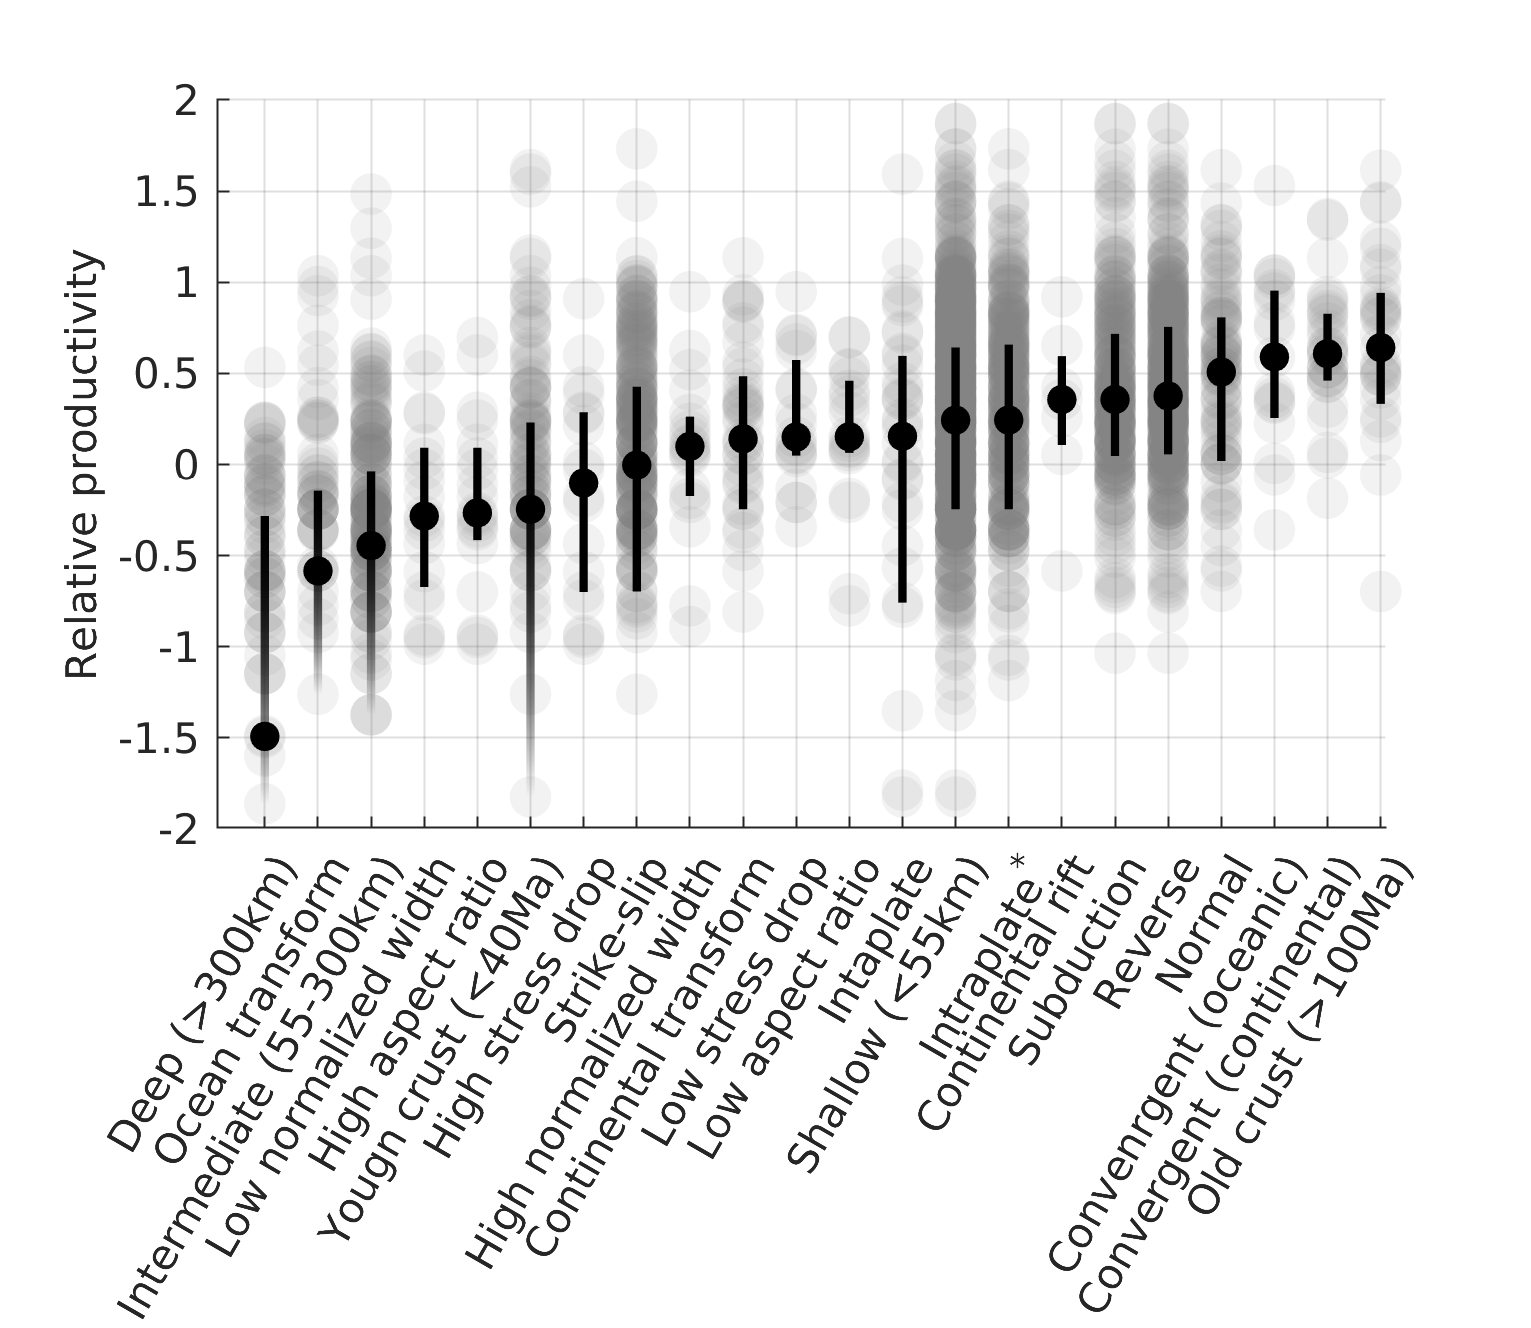 Relative productivity
2
1.5
1
0.5
0
-0.5
-1
-1.5
-2
Deep (>300km)
Ocean transform
Intermediate (55-300km)
Low normalized width
High aspect ratio
Yougn crust (<40Ma)
High stress drop
Strike-slip
High normalized width
Continental transform
Low stress drop
Low aspect ratio
Intaplate
Shallow (<55km)
Intraplate*
Continental rift
Subduction
Reverse
Normal
Convenrgent (oceanic)
Convergent (continental)
Old crust (>100Ma)